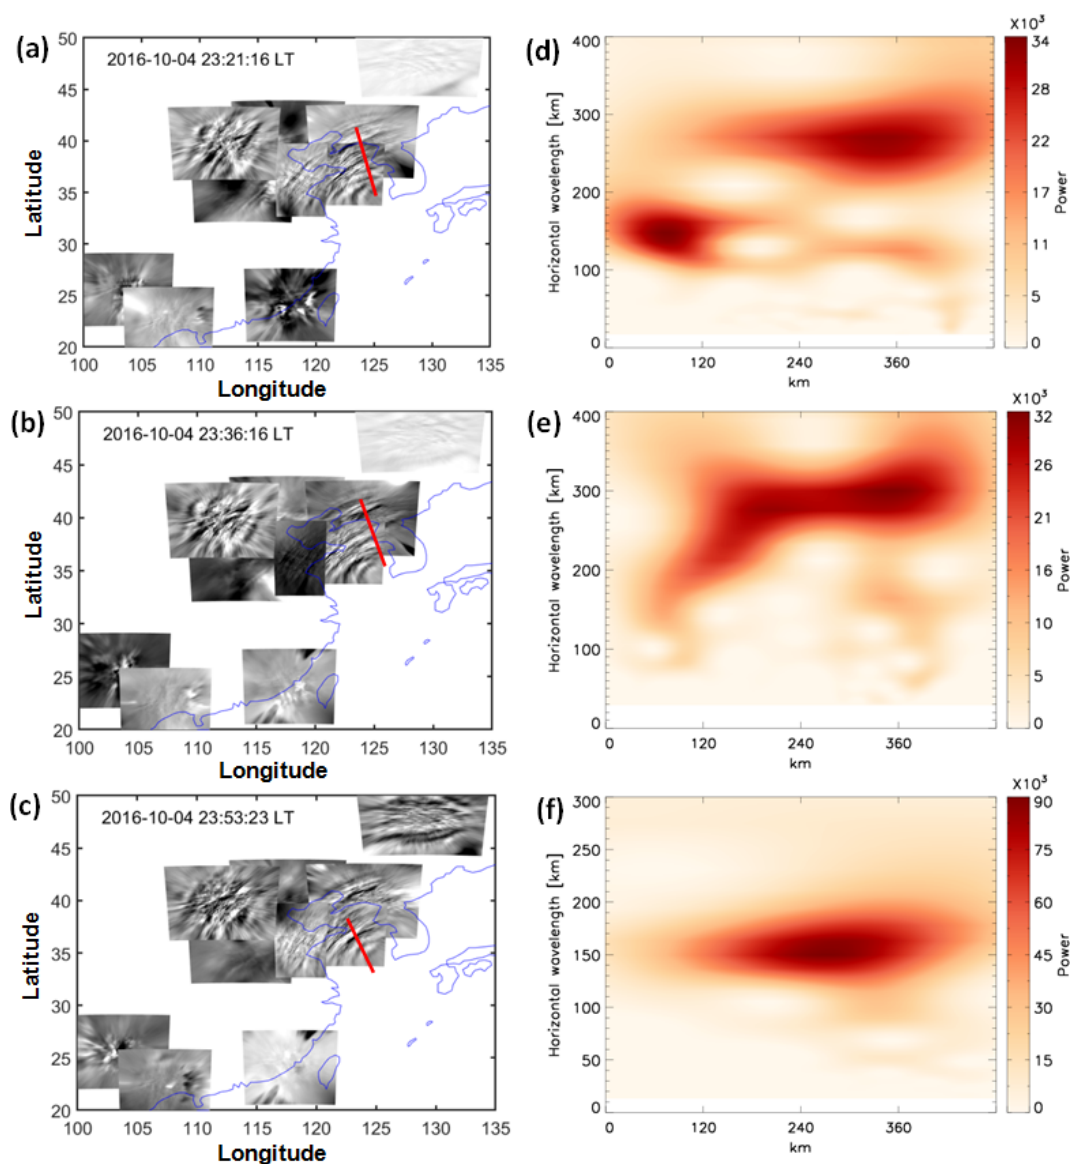 (a)
2016-10-04 23:21:16 LT
Latitude
50
45
40
35
30
25
20
100 105 110 115 120 125 130 135
Longitude
(d)
Horizontal wavelength [km]
400
300
200
100
0
0 120 240 360
km
X10³
34
28
22
17
11
5
0
Power
(b)
2016-10-04 23:36:16 LT
Latitude
50
45
40
35
30
25
20
100 105 110 115 120 125 130 135
Longitude
(e)
Horizontal wavelength [km]
400
300
200
100
0
0 120 240 360
km
X10³
32
26
21
16
10
5
0
Power
(c)
2016-10-04 23:53:23 LT
Latitude
50
45
40
35
30
25
20
100 105 110 115 120 125 130 135
Longitude
(f)
Horizontal wavelength [km]
300
250
200
150
100
50
0
0 120 240 360
km
X10³
90
75
60
45
30
15
0
Power